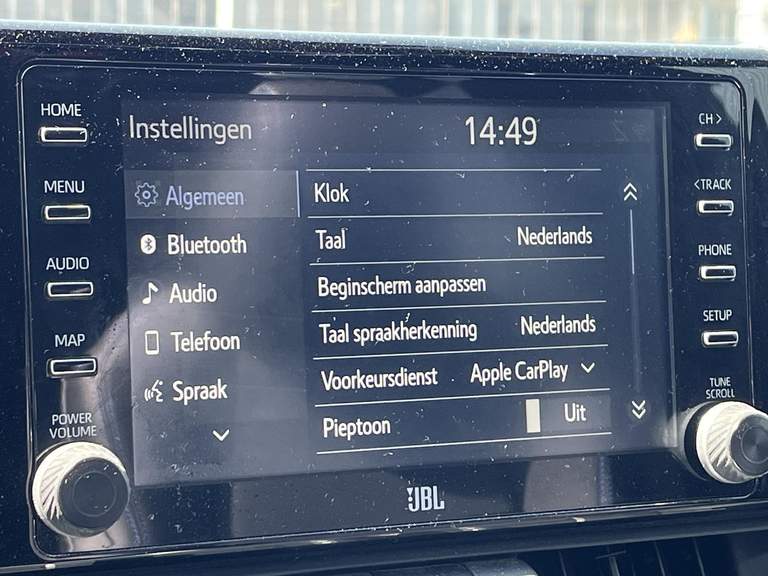 HOME
MENU
AUDIO
MAP
POWER
VOLUME
Instellingen
14:49
Algemeen
Bluetooth
Audio
Telefoon
Spraak
Klok
Taal Nederlands
Beginscherm aanpassen
Taal spraakherkenning Nederlands
Voorkeursdienst Apple CarPlay
Pieptoon Uit
CH >
<TRACK
PHONE
SETUP
TUNE
SCROLL
JBL